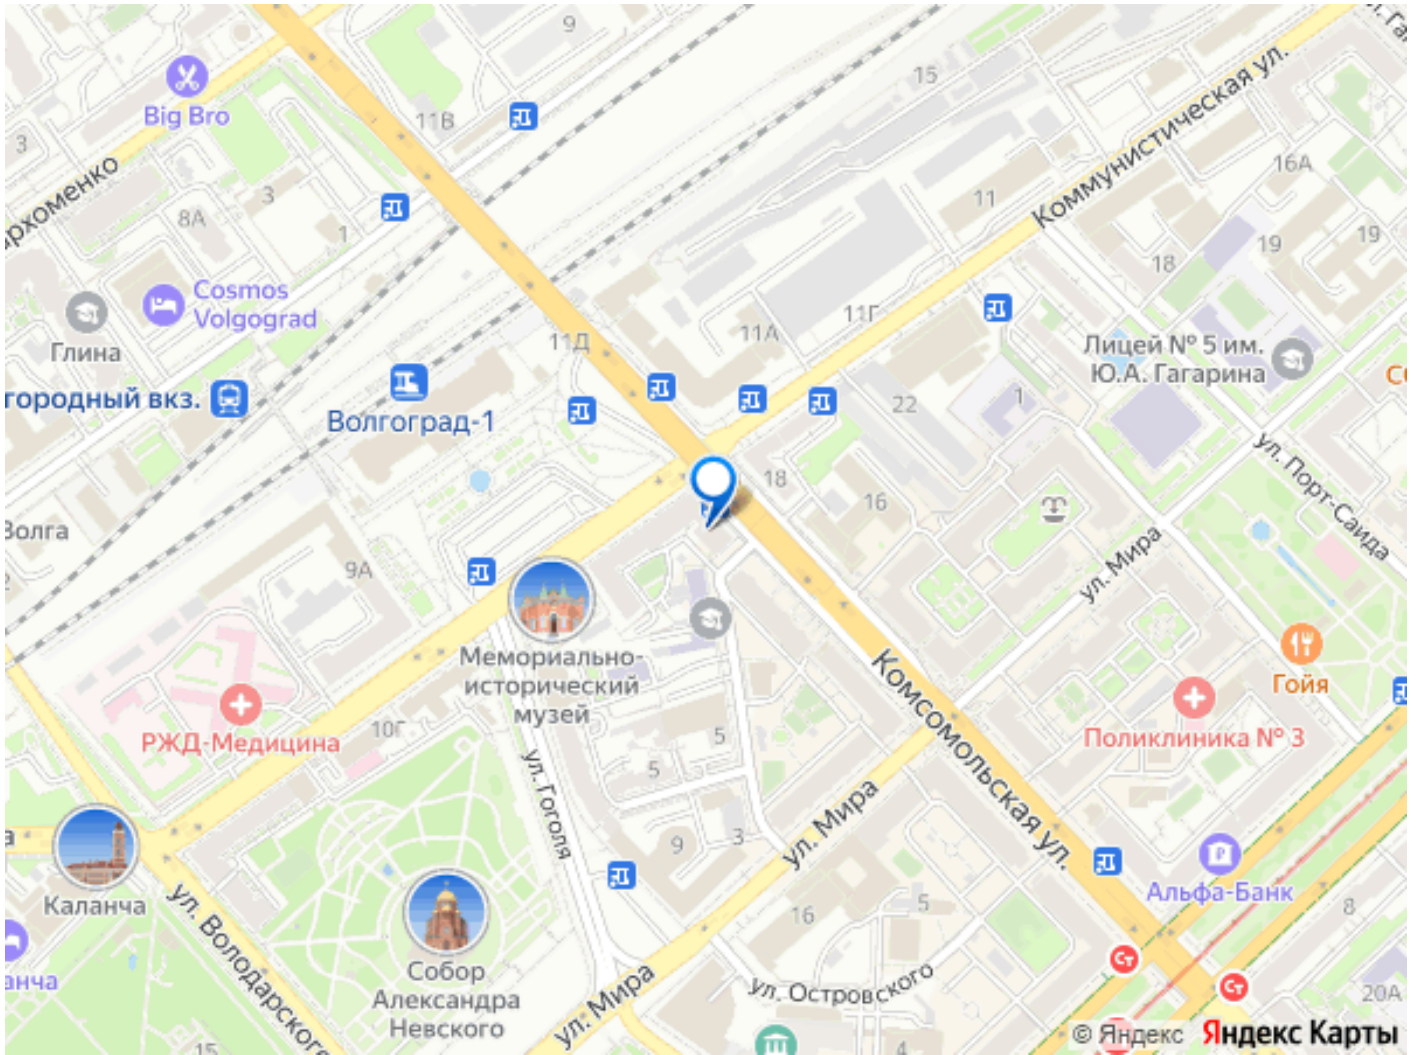 9
15
Big Bro
11В
3
Коммунистическая ул.
16А
рхоменко
8А
3
1
11
19
19
18
Cosmos
Volgograd
11Г
11А
11Д
Глина
Лицей № 5 им.
Ю.А. Гагарина
городный вкз.
Волгоград-1
22
1
18
16
ул. Порт-Саида
Волга
9А
ул. Мира
Мемориально-
исторический
музей
Комсомольская ул.
Гойя
РЖД-Медицина
10Г
5
5
Поликлиника № 3
ул. Гоголя
ул. Мира
9
3
Каланча
Альфа-Банк
ул. Володарского
16
5
8
Собор
Александра
Невского
ул. Островского
ул. Мира
анча
20А
15
4
© Яндекс Яндекс Карты